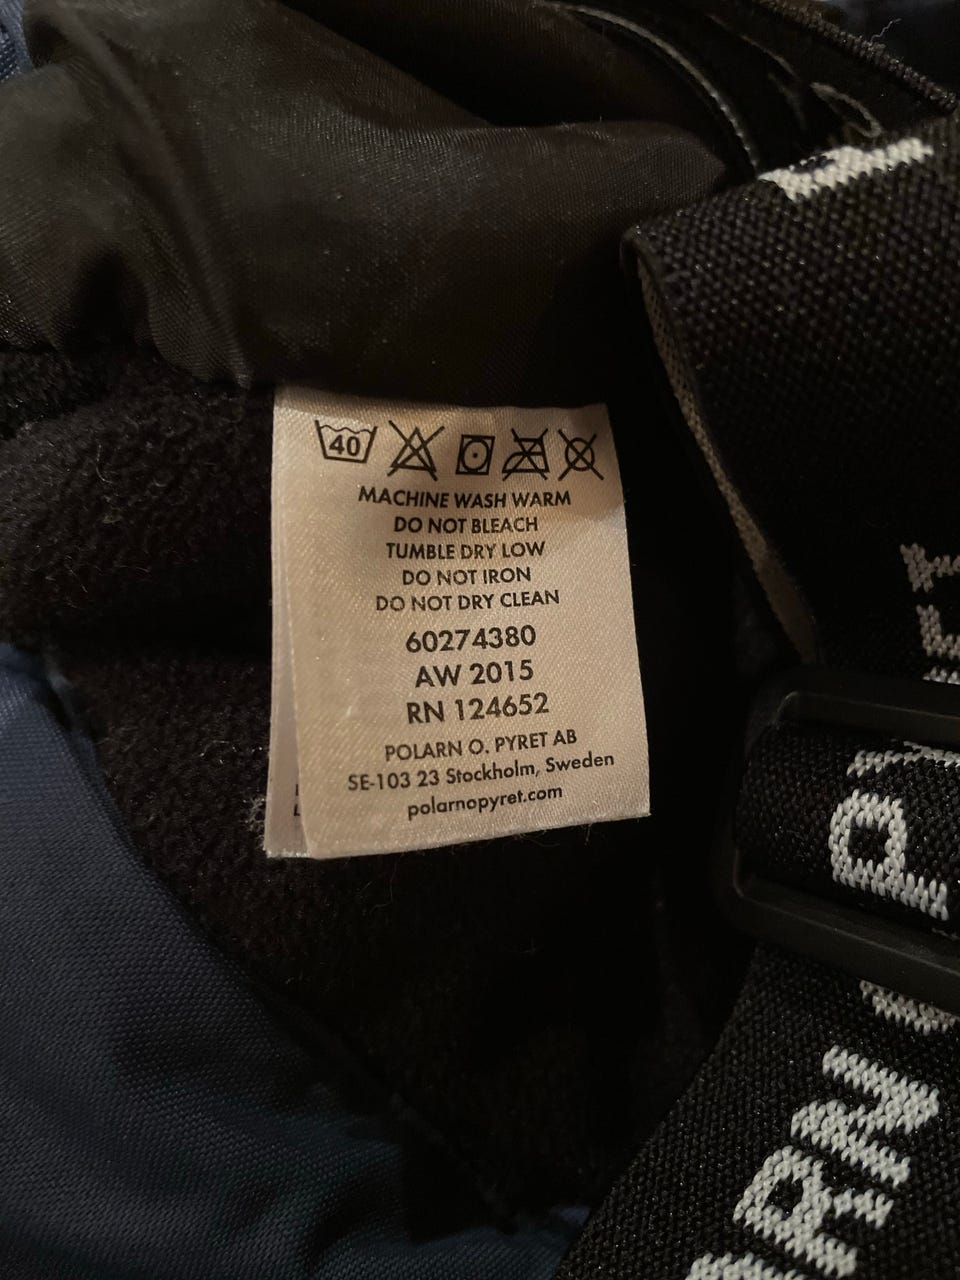 40
MACHINE WASH WARM
DO NOT BLEACH
TUMBLE DRY LOW
DO NOT IRON
DO NOT DRY CLEAN
60274380
AW 2015
RN 124652
POLARN O. PYRET AB
SE-103 23 Stockholm, Sweden
polarnopyret.com